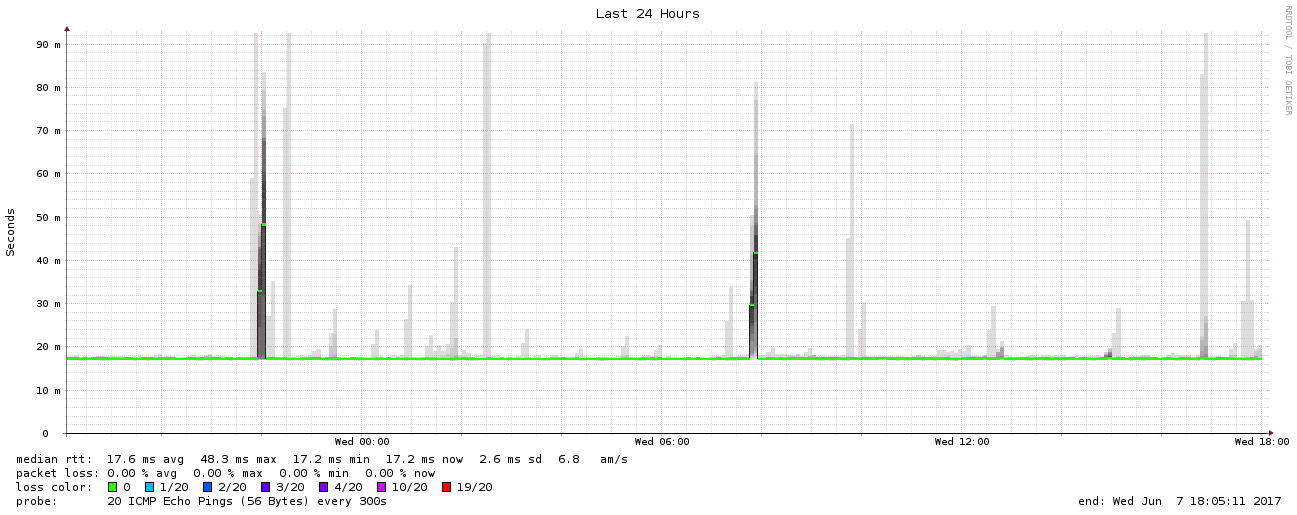 Last 24 Hours
RRDTOOL / TOBI OETIKER
Seconds
90 m
80 m
70 m
60 m
50 m
40 m
30 m
20 m
10 m
0
Wed 00:00 Wed 06:00 Wed 12:00 Wed 18:00
median rtt: 17.6 ms avg 48.3 ms max 17.2 ms min 17.2 ms now 2.6 ms sd 6.8 am/s
packet loss: 0.00 % avg 0.00 % max 0.00 % min 0.00 % now
loss color: 0 1/20 2/20 3/20 4/20 10/20 19/20
probe: 20 ICMP Echo Pings (56 Bytes) every 300s end: Wed Jun 7 18:05:11 2017